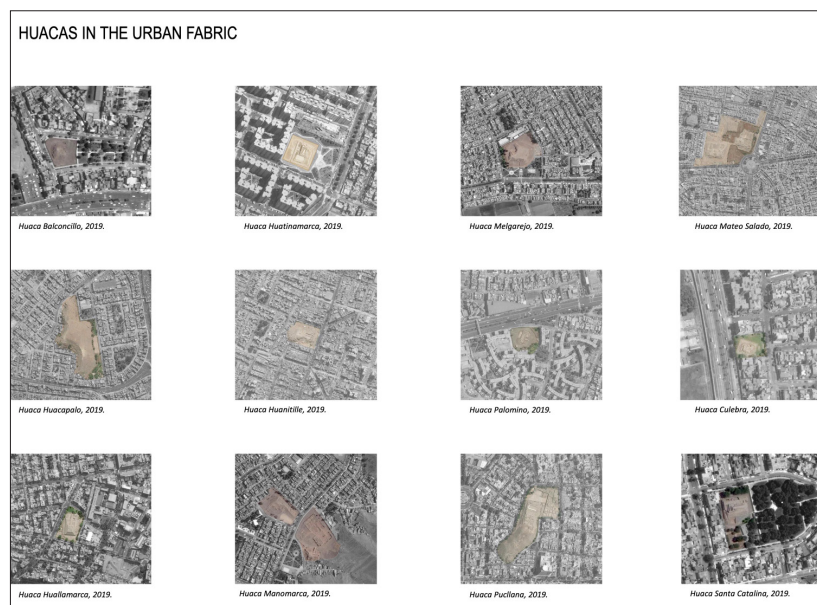 HUACAS IN THE URBAN FABRIC
Huaca Balconcillo, 2019.
Huaca Huatinamarca, 2019.
Huaca Melgarejo, 2019.
Huaca Mateo Salado, 2019.
Huaca Huacapalo, 2019.
Huaca Huanitille, 2019.
Huaca Palomino, 2019.
Huaca Culebra, 2019.
Huaca Huallamarca, 2019.
Huaca Manomarca, 2019.
Huaca Pucllana, 2019.
Huaca Santa Catalina, 2019.